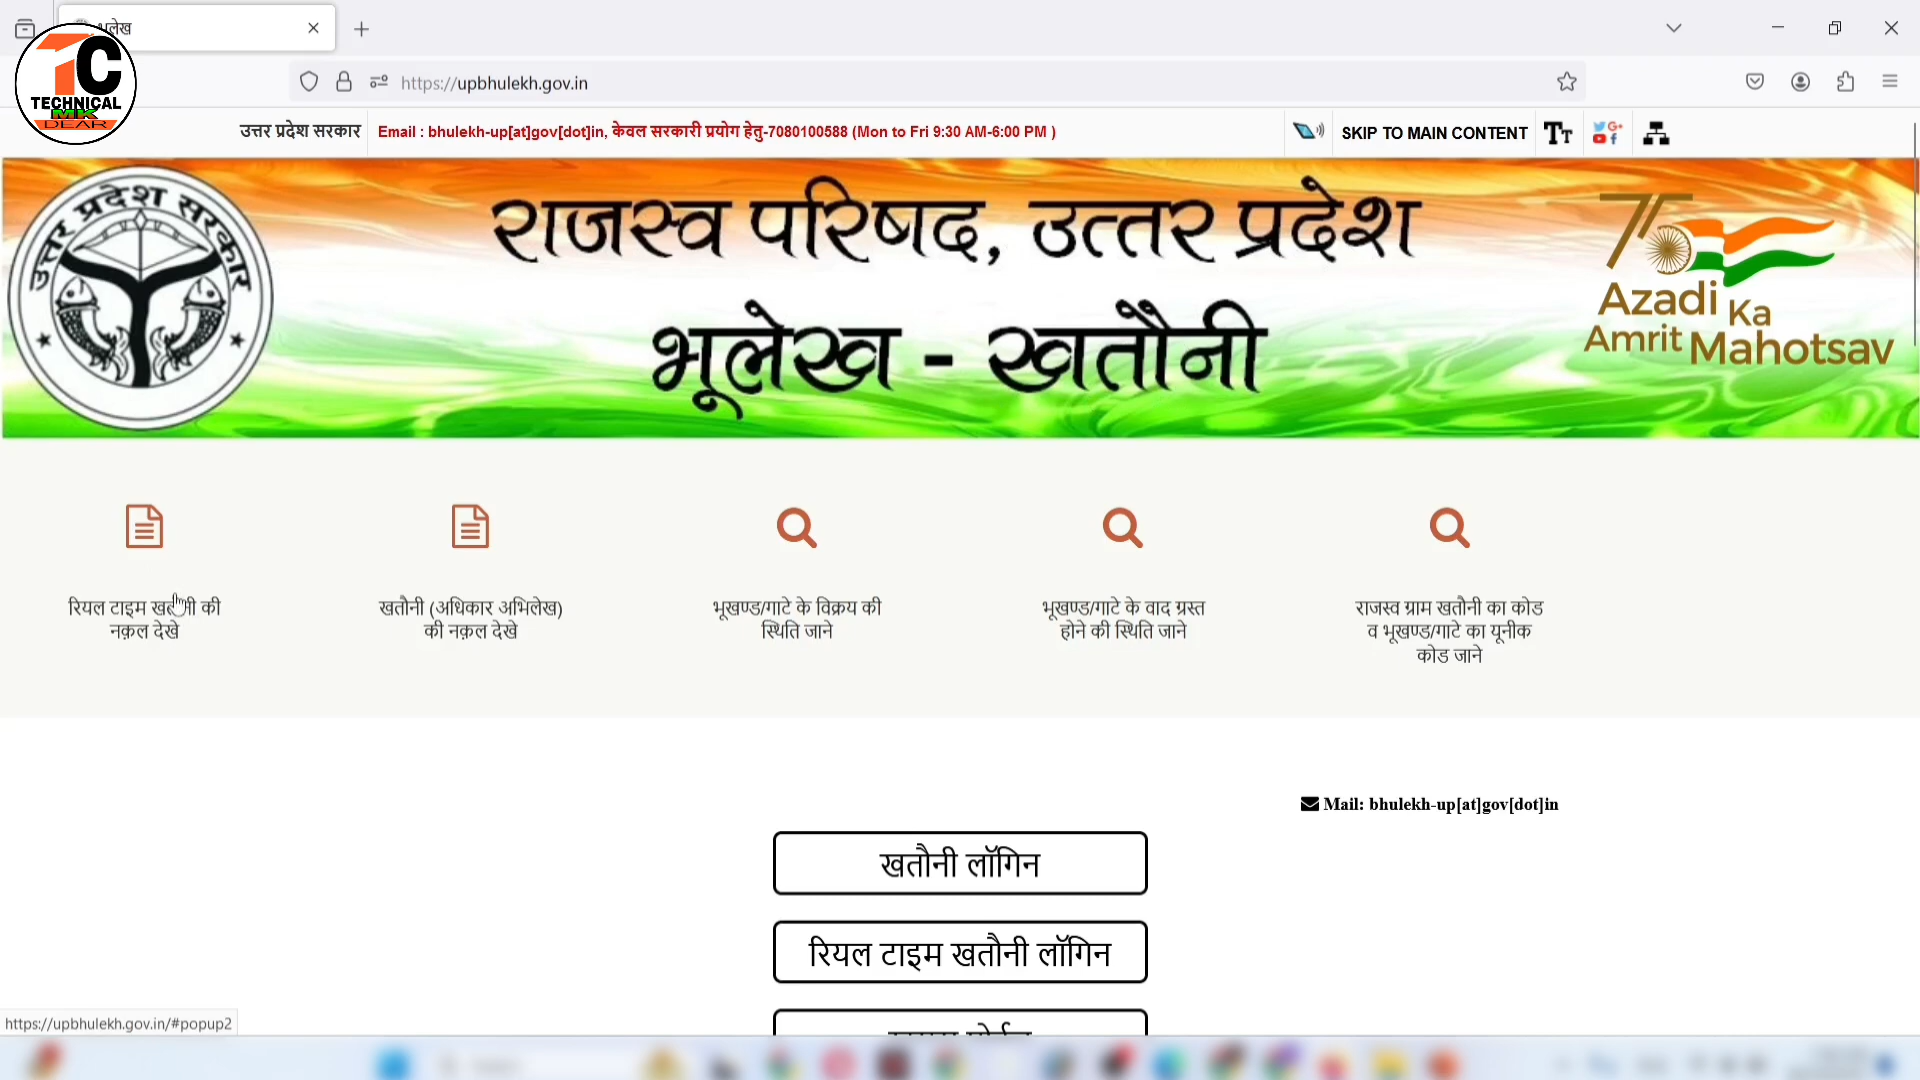 भूलेख
TC
TECHNICAL
MK
DEAR
https://upbhulekh.gov.in
उत्तर प्रदेश सरकार
Email : bhulekh-up[at]gov[dot]in, केवल सरकारी प्रयोग हेतु-7080100588 (Mon to Fri 9:30 AM-6:00 PM )
SKIP TO MAIN CONTENT
उत्तर प्रदेश सरकार
राजस्व परिषद, उत्तर प्रदेश
भूलेख - खतौनी
75
Azadi Ka
Amrit Mahotsav
रियल टाइम खतौनी की
नक़ल देखे
खतौनी (अधिकार अभिलेख)
की नक़ल देखे
भूखण्ड/गाटे के विक्रय की
स्थिति जाने
भूखण्ड/गाटे के वाद ग्रस्त
होने की स्थिति जाने
राजस्व ग्राम खतौनी का कोड
व भूखण्ड/गाटे का यूनीक
कोड जाने
Mail: bhulekh-up[at]gov[dot]in
खतौनी लॉगिन
रियल टाइम खतौनी लॉगिन
https://upbhulekh.gov.in/#popup2